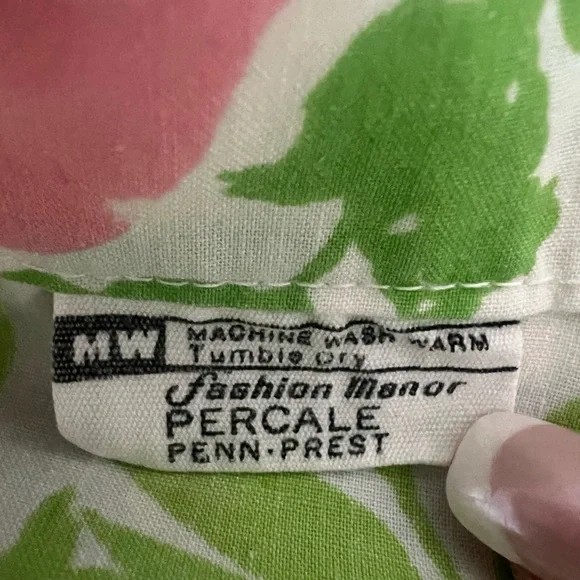 MW MACHINE WASH WARM
Tumble Dry
Fashion Manor
PERCALE
PENN·PREST